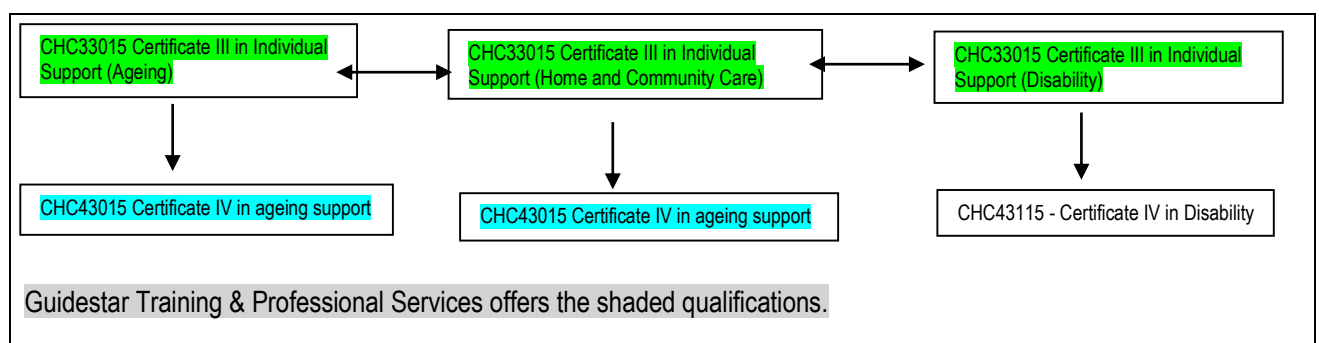 CHC33015 Certificate III in Individual
Support (Ageing)
CHC33015 Certificate III in Individual
Support (Home and Community Care)
CHC33015 Certificate III in Individual
Support (Disability)
CHC43015 Certificate IV in ageing support
CHC43015 Certificate IV in ageing support
CHC43115 - Certificate IV in Disability
Guidestar Training & Professional Services offers the shaded qualifications.